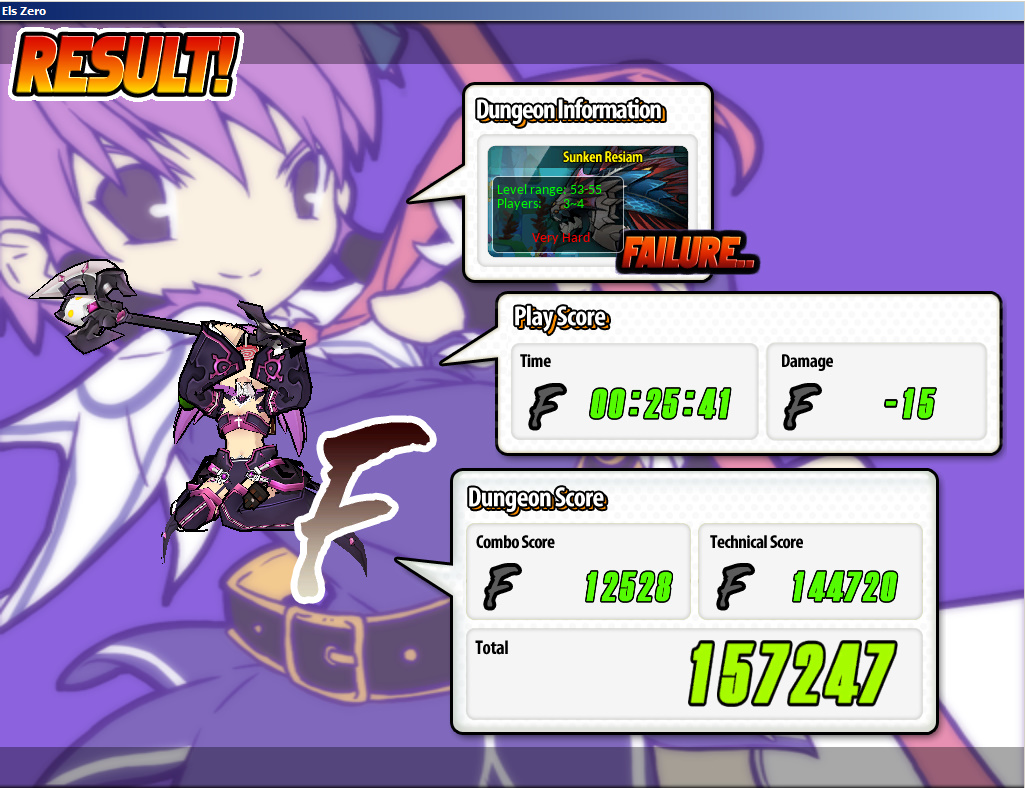 Els Zero
RESULT!
Dungeon Information
Sunken Resiam
Level range: 53-55
Players: 3~4
Very Hard
FAILURE...
Play Score
Time
F 00:25:41
Damage
F -15
F
Dungeon Score
Combo Score
F 12528
Technical Score
F 144720
Total
157247